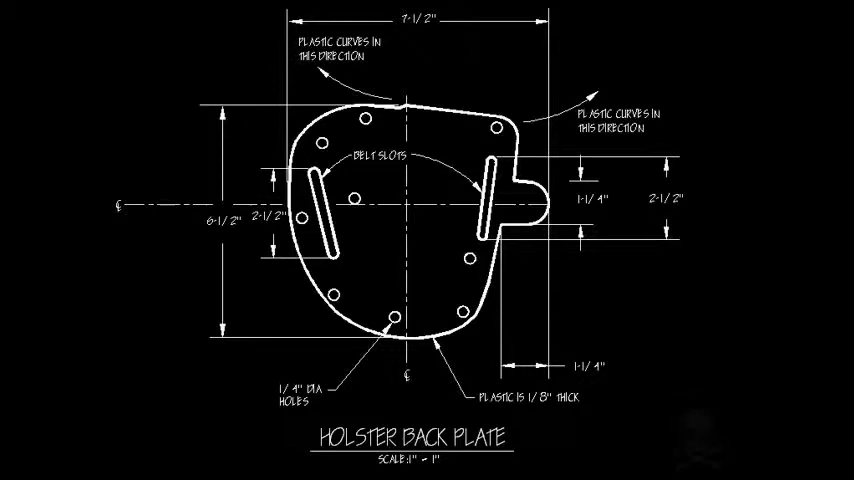 7-1/2"
PLASTIC CURVES IN
THIS DIRECTION
PLASTIC CURVES IN
THIS DIRECTION
BELT SLOTS
℄
6-1/2"
2-1/2"
1-1/4"
2-1/2"
℄
1-1/4"
1/4" DIA
HOLES
PLASTIC IS 1/8" THICK
HOLSTER BACK PLATE
SCALE:1" - 1"